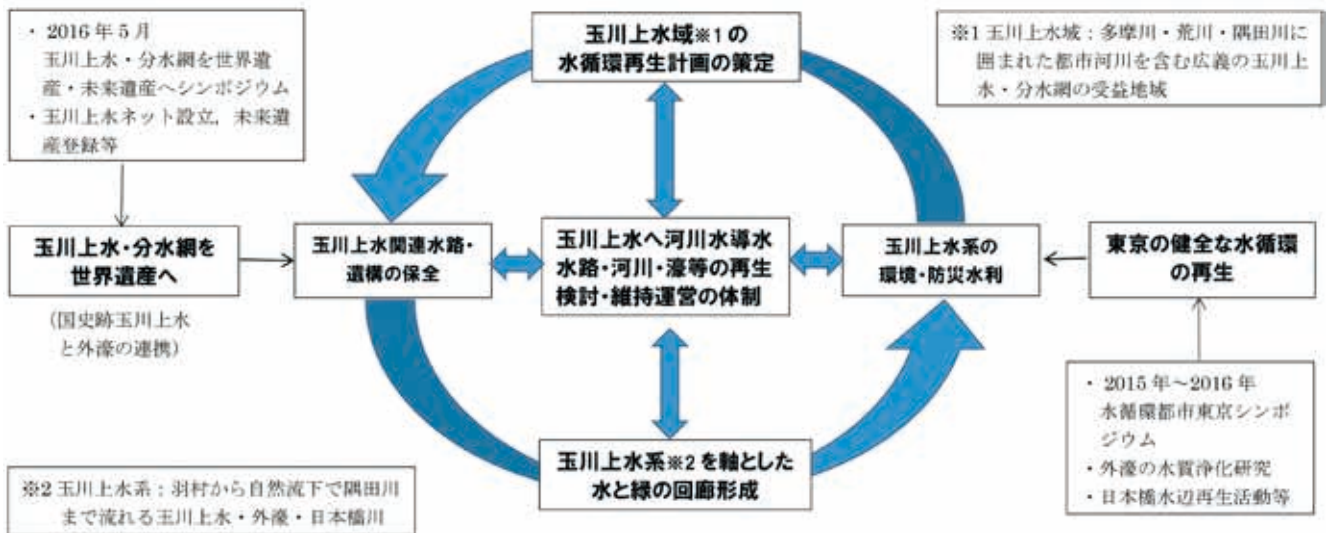 ・ 2016年5月
玉川上水・分水網を世界遺
産・未来遺産へシンポジウム
・玉川上水ネット設立，未来遺
産登録等
玉川上水域※1の
水循環再生計画の策定
※1 玉川上水域：多摩川・荒川・隅田川に
囲まれた都市河川を含む広義の玉川上
水・分水網の受益地域
玉川上水・分水網を
世界遺産へ
(国史跡玉川上水
と外濠の連携)
玉川上水関連水路・
遺構の保全
玉川上水へ河川水導水
水路・河川・濠等の再生
検討・維持運営の体制
玉川上水系の
環境・防災水利
東京の健全な水循環
の再生
・ 2015年～2016年
水循環都市東京シンポ
ジウム
・外濠の水質浄化研究
・日本橋水辺再生活動等
玉川上水系※2を軸とした
水と緑の回廊形成
※2 玉川上水系：羽村から自然流下で隅田川
まで流れる玉川上水・外濠・日本橋川